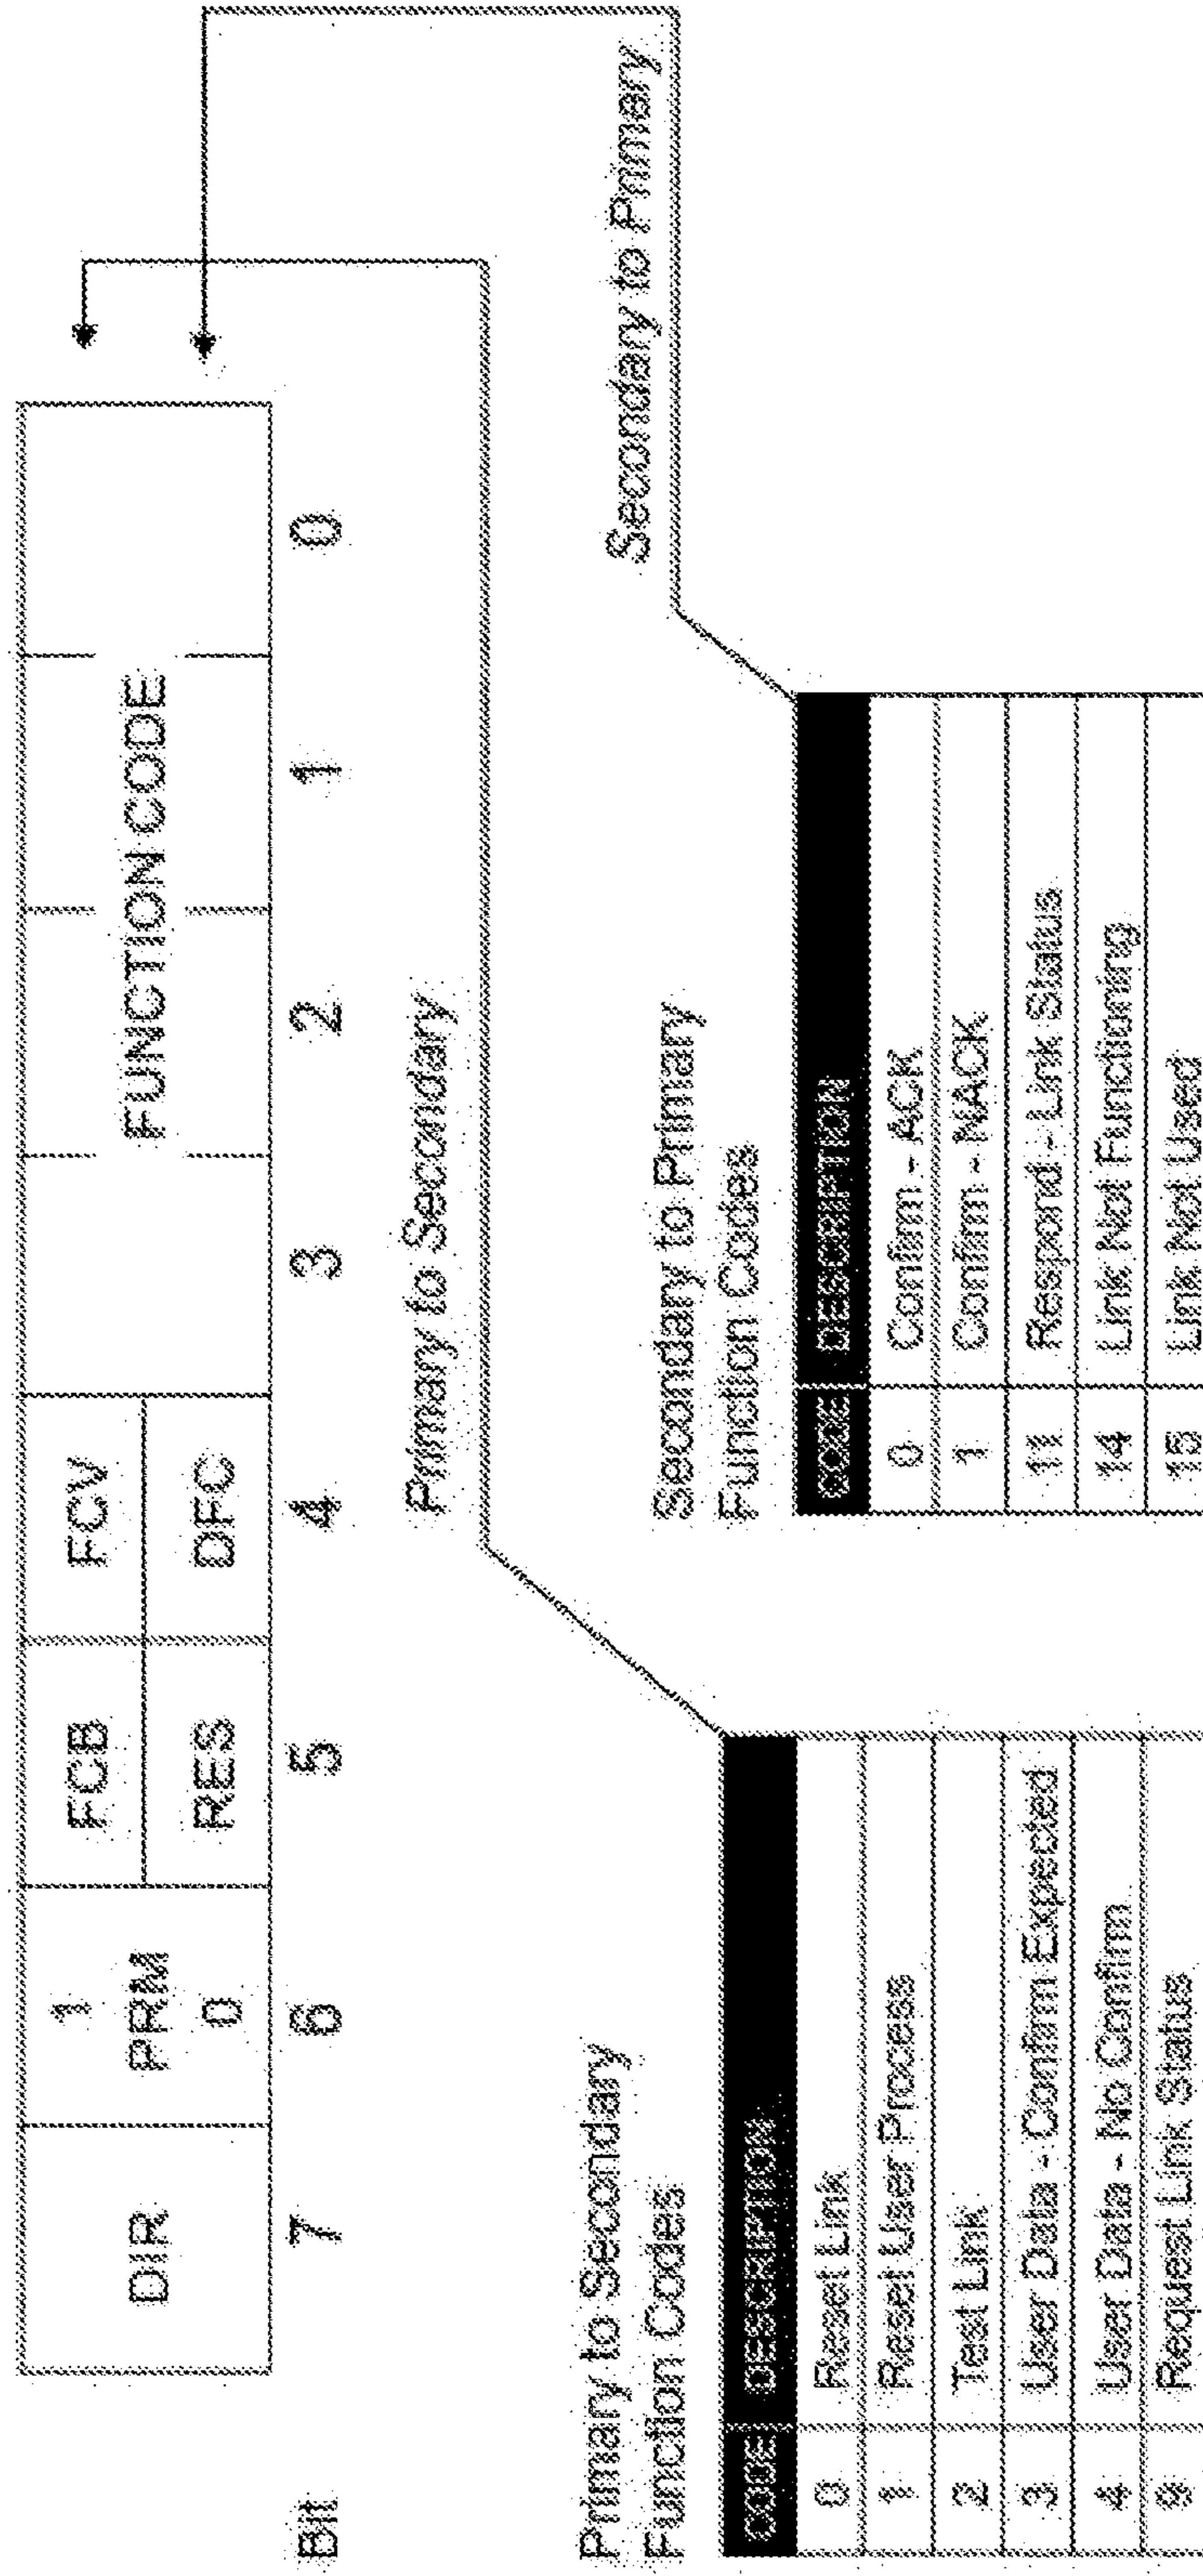 DIR 1 PRM 0 FCB FCV RES DFC FUNCTION CODE
Bit 7 6 5 4 3 2 1 0
Primary to Secondary
Secondary to Primary
Primary to Secondary
Function Codes
CODE DESCRIPTION
0 Reset Link
1 Reset User Process
2 Test Link
3 User Data - Confirm Expected
4 User Data - No Confirm
9 Request Link Status
Secondary to Primary
Function Codes
CODE DESCRIPTION
0 Confirm - ACK
1 Confirm - NACK
11 Respond - Link Status
14 Link Not Functioning
15 Link Not Used